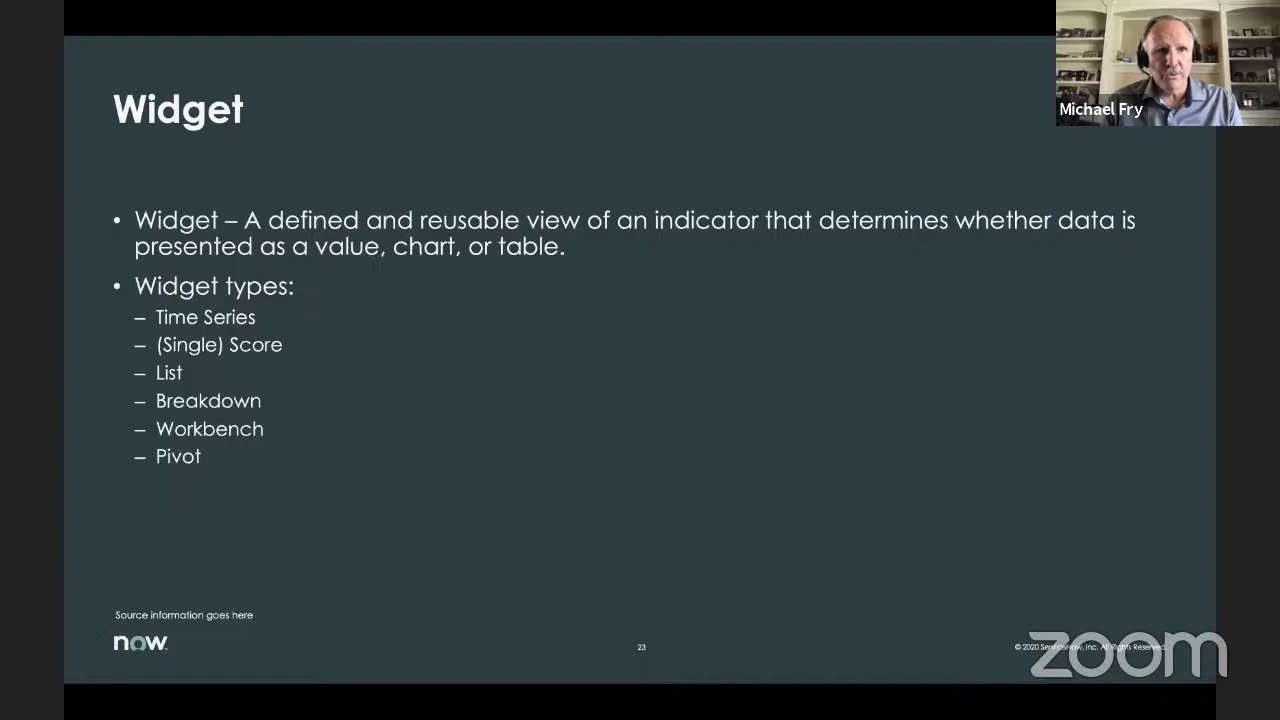 Widget
Michael Fry
• Widget – A defined and reusable view of an indicator that determines whether data is
presented as a value, chart, or table.
• Widget types:
– Time Series
– (Single) Score
– List
– Breakdown
– Workbench
– Pivot
Source information goes here
now
23
© 2020 ServiceNow, Inc. All Rights Reserved.
zoom